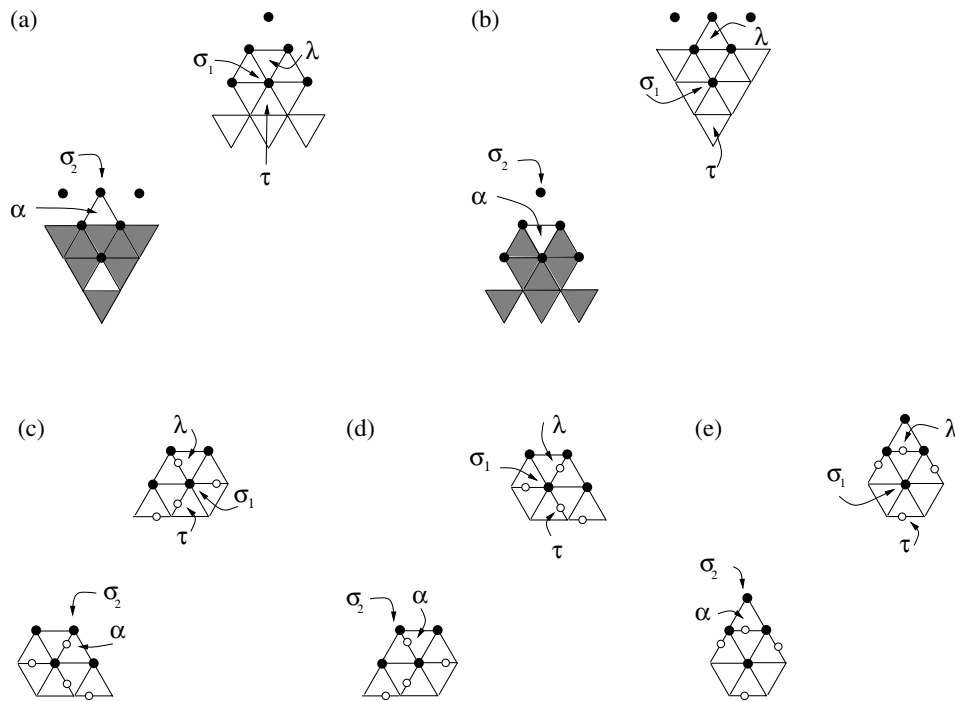 (a)
λ
σ₁
τ
σ₂
α
(b)
λ
σ₁
τ
σ₂
α
(c)
λ
σ₁
τ
σ₂
α
(d)
λ
σ₁
τ
σ₂
α
(e)
λ
σ₁
τ
σ₂
α